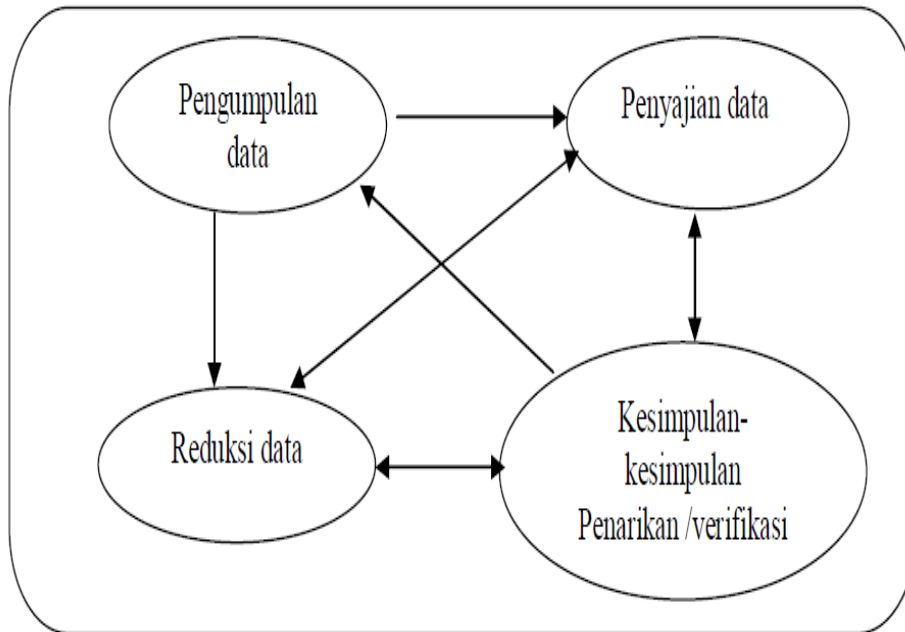 Pengumpulan
data
Penyajian data
Reduksi data
Kesimpulan-
kesimpulan
Penarikan /verifikasi